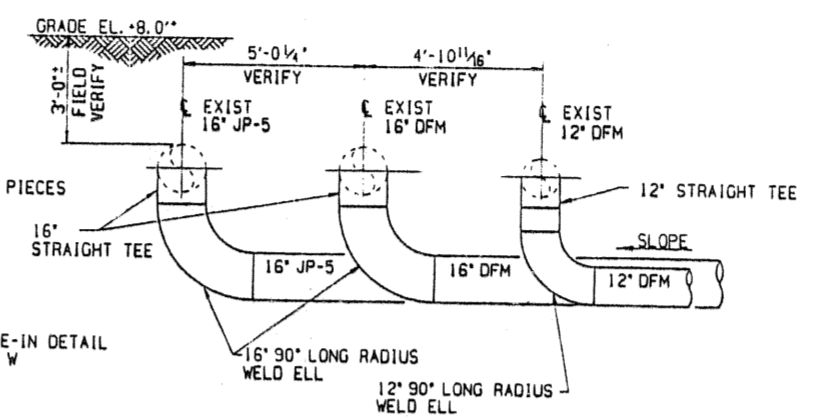 GRADE EL. +8.0'±
5'-0 1/4"
VERIFY
4'-10 11/16"
VERIFY
3'-0"±
FIELD
VERIFY
℄ EXIST
16" JP-5
℄ EXIST
16" DFM
℄ EXIST
12" DFM
PIECES
16"
STRAIGHT TEE
12" STRAIGHT TEE
SLOPE
16" JP-5
16" DFM
12" DFM
E-IN DETAIL
W
16" 90° LONG RADIUS
WELD ELL
12" 90° LONG RADIUS
WELD ELL